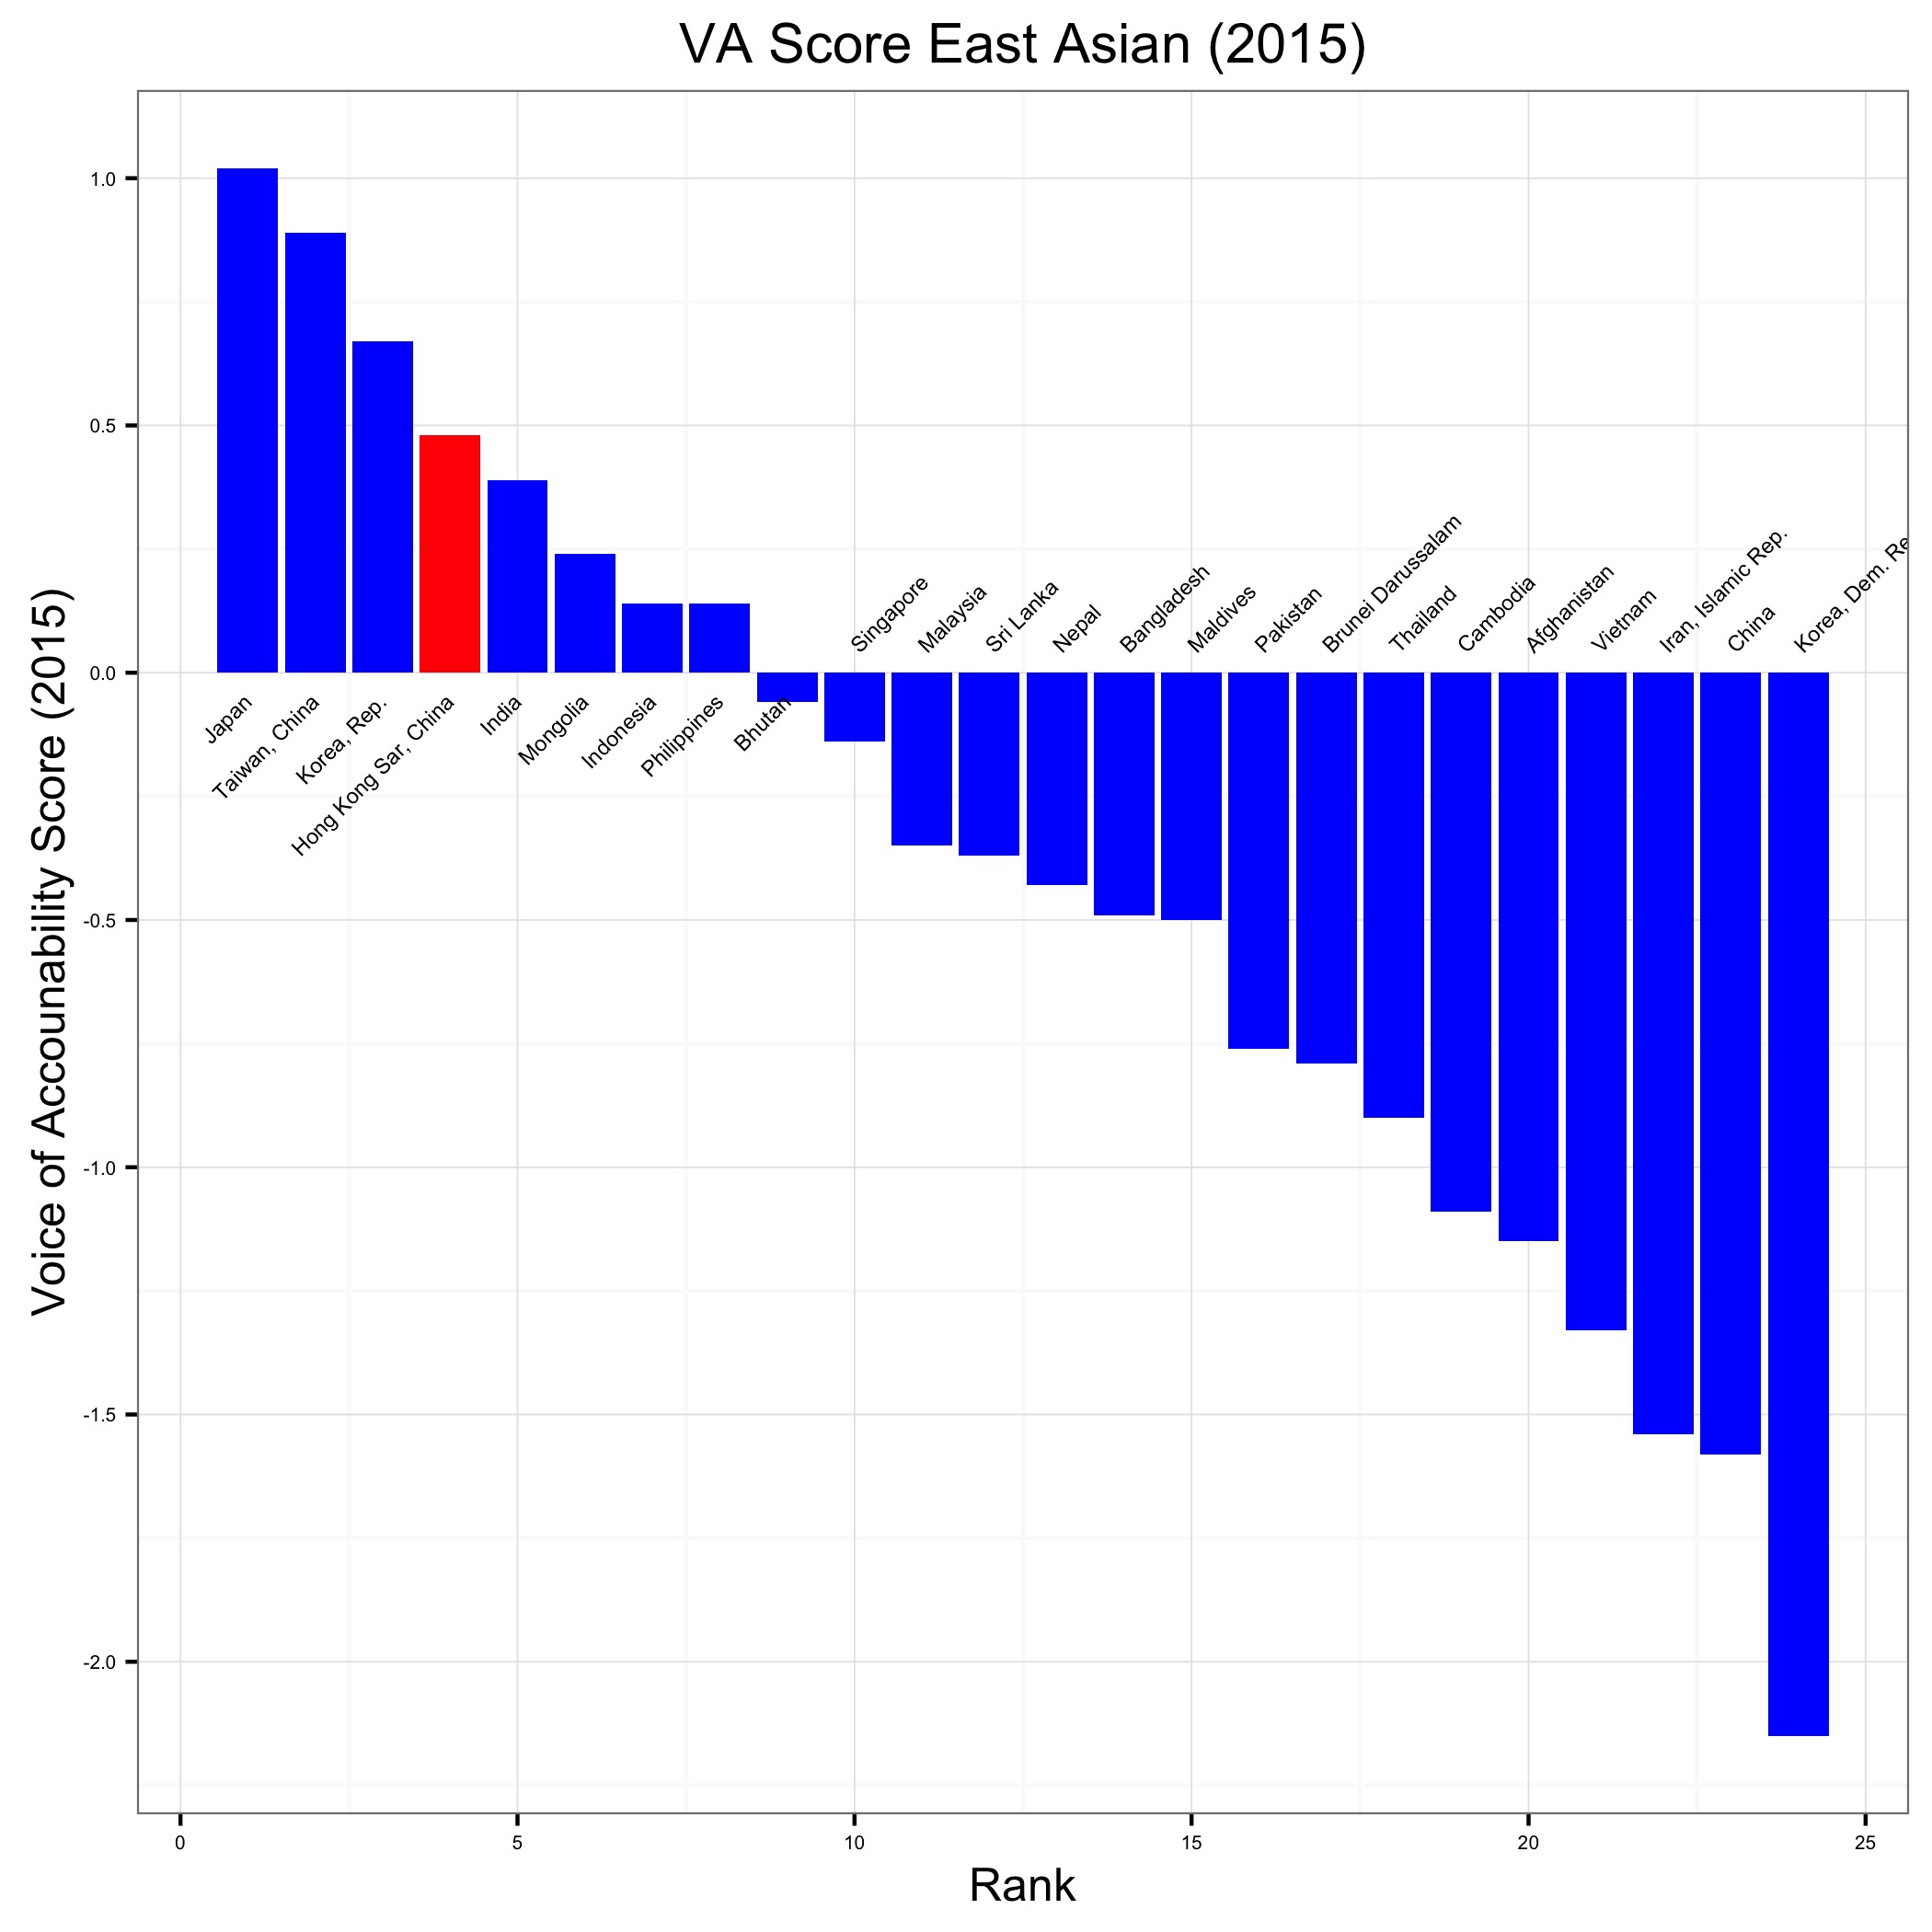 VA Score East Asian (2015)
Voice of Accounability Score (2015)
1.0
0.5
0.0
-0.5
-1.0
-1.5
-2.0
Japan
Taiwan, China
Korea, Rep.
Hong Kong Sar, China
India
Mongolia
Indonesia
Philippines
Bhutan
Singapore
Malaysia
Sri Lanka
Nepal
Bangladesh
Maldives
Pakistan
Brunei Darussalam
Thailand
Cambodia
Afghanistan
Vietnam
Iran, Islamic Rep.
China
Korea, Dem. Re
0
5
10
15
20
25
Rank